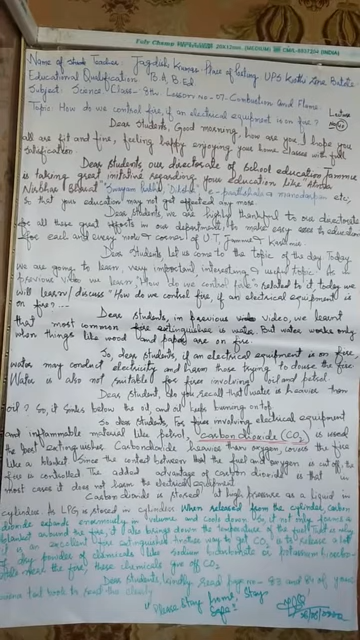 Name of Teacher: Jagdish Kumar Place of Posting UPS Kothi Zone Batote
Educational Qualification B.A, B.Ed
Subject: Science Class- 8th Lesson no- 07- Combustion and Flame
Topic: How do we control fire, if an electrical equipment is on fire? Lecture
Dear Students, Good morning, how are you, I hope you
all are fit and fine, feeling happy enjoying your home classes with full
satisfaction.
Dear students our directorate of school education Jammu
is taking great initiative regarding your education like
Nirbhar Bharat etc,
so that your education may not get effected any more.
Dear Students, we are highly thankful to our directorate
for all these great efforts in our department, to make easy access to education
for each and every nook & corner of U.T, Jammu & Kashmir.
Dear Students let us come to the topic of the day. Today
we are going to learn, very important interesting & useful topic. As in
previous video we learn, "How do we control fire" related to it today we
will learn/discuss "How do we control fire, if an electrical equipment is
on fire?---
Dear Students, in previous video, we learnt
that most common fire extinguisher is water. But water works only
when things like wood and paper are on fire.
So, dear students, if an electrical equipment is on fire,
water may conduct electricity and harm those trying to douse the fire
Water is also not suitable for fires involving oil and petrol.
Dear Student, do you recall that water is heavier than
oil? So, it sinks below the oil, and oil keeps burning on top.
So dear students, For fires involving electrical equipment
and inflammable material like petrol, carbon dioxide (CO2) is used
the best extinguisher. Carbondioxide, heavier than oxygen, covers the fire
like a blanket. Since the contact between the fuel and oxygen is cut off, the
fire is controlled. The added advantage of carbon dioxide is that in
most cases it does not harm the electrical equipment.
Carbon dioxide is stored at high pressure as a liquid in
cylinders. As LPG is stored in cylinders. When released from the cylinder, carbon
dioxide expands enormously in volume and cools down. So, it not only forms a
blanket around the fire, it also brings down the temperature of the fuel. That is why
it is an excellent fire extinguisher. Another way to get CO2 is to release a lot
of dry powder of chemicals like sodium bicarbonate or potassium bicarbo-
nate near the fire, these chemicals give off CO2
Dear Students, kindly read page no- 83 and 84 of your
science text book to read this clearly
"Please stay home, Stay
Safe"